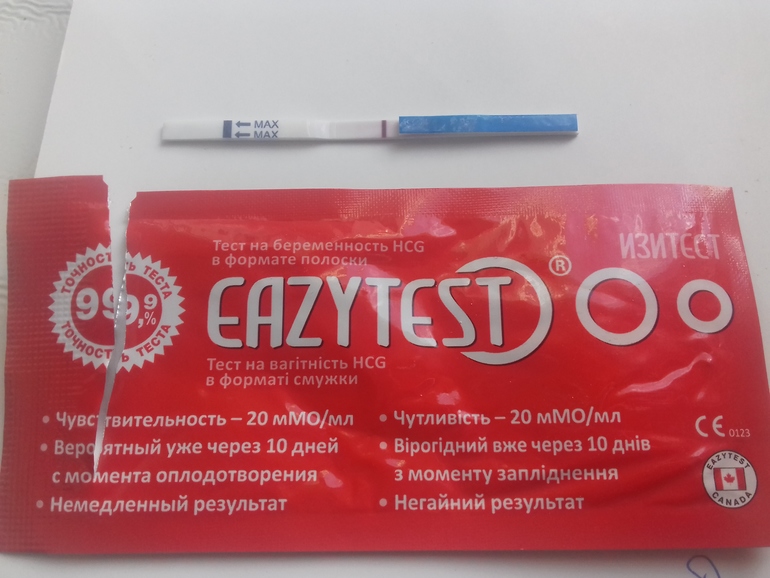 MAX
MAX
Тест на беременность HCG
в формате полоски
ИЗИТЕСТ
ТОЧНОСТЬ ТЕСТА
99,9%
ТОЧНОСТЬ ТЕСТА
EAZYTEST®
Тест на вагітність HCG
в форматі смужки
• Чувствительность – 20 мМО/мл
• Вероятный уже через 10 дней
с момента оплодотворения
• Немедленный результат
• Чутливість – 20 мМО/мл
• Вірогідний вже через 10 днів
з моменту запліднення
• Негайний результат
CE 0123
EAZYTEST
CANADA